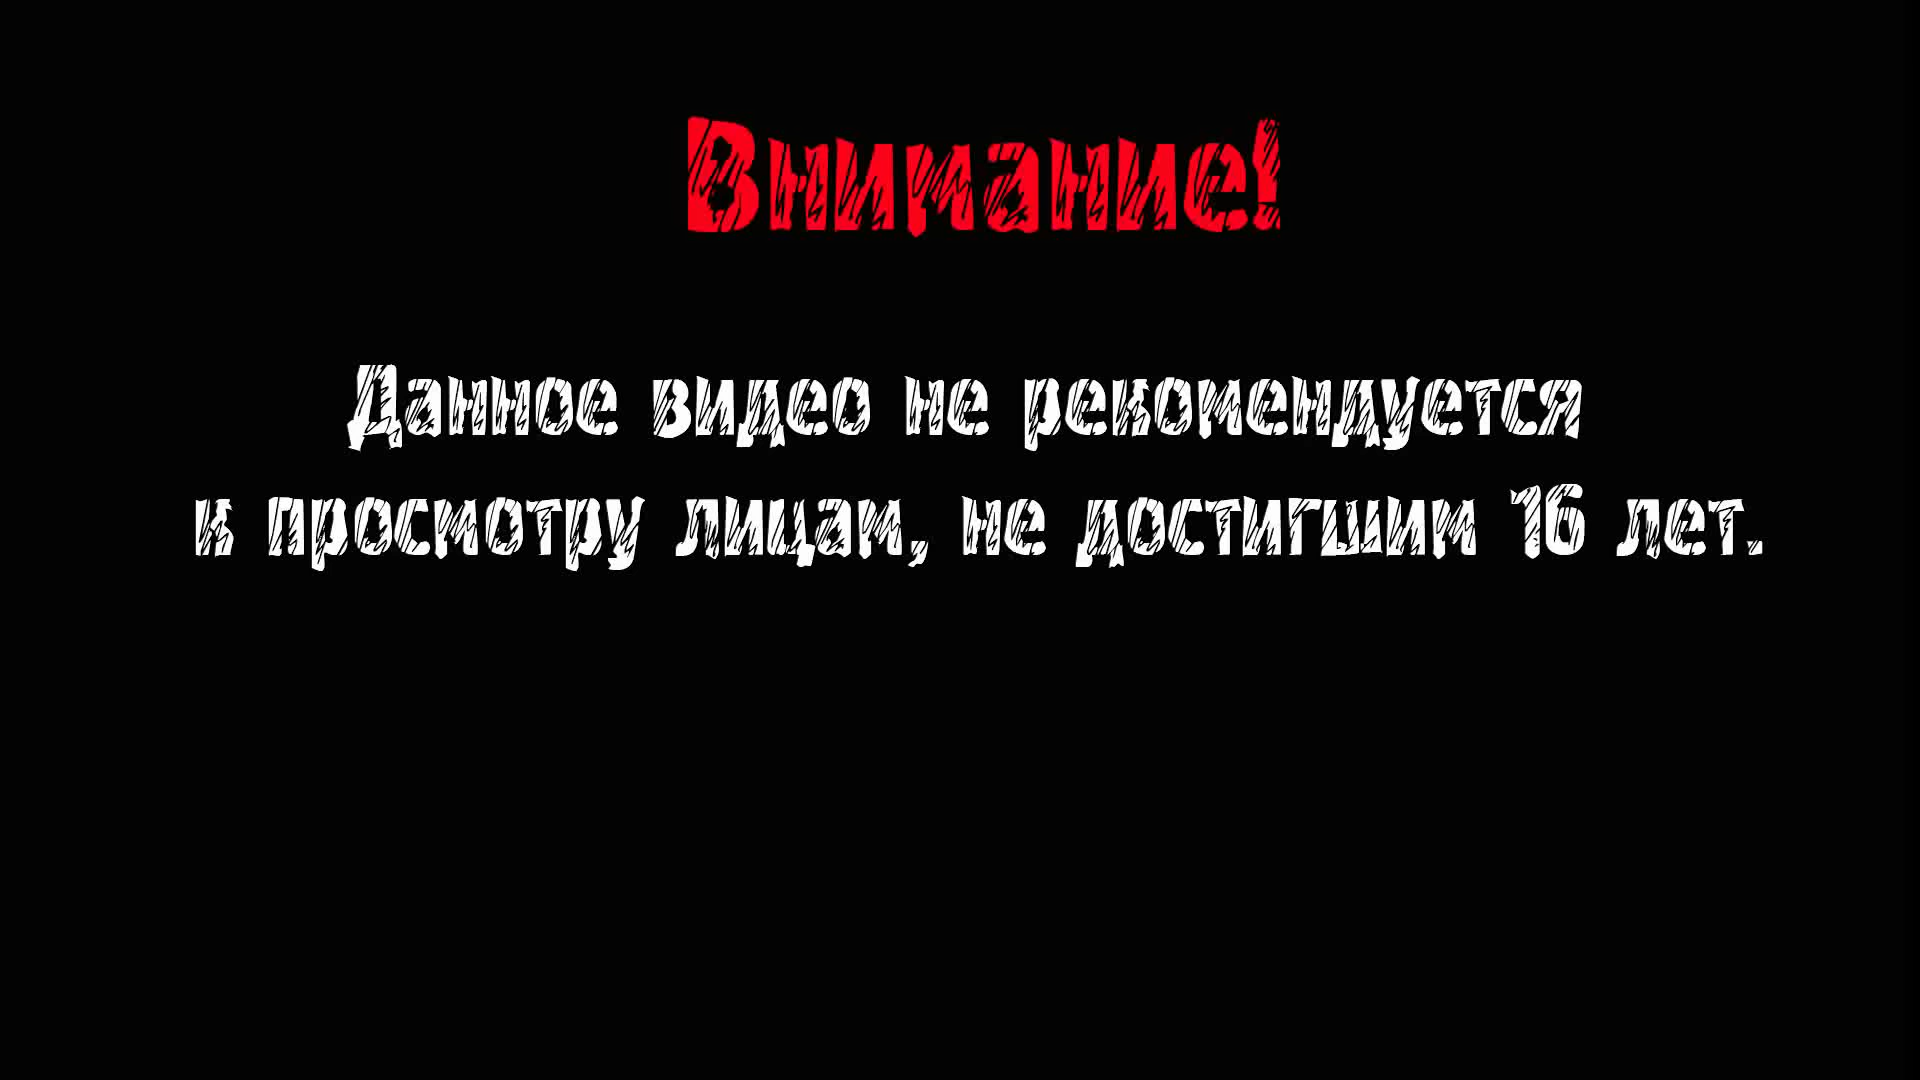 Внимание!
Данное видео не рекомендуется
к просмотру лицам, не достигшим 16 лет.